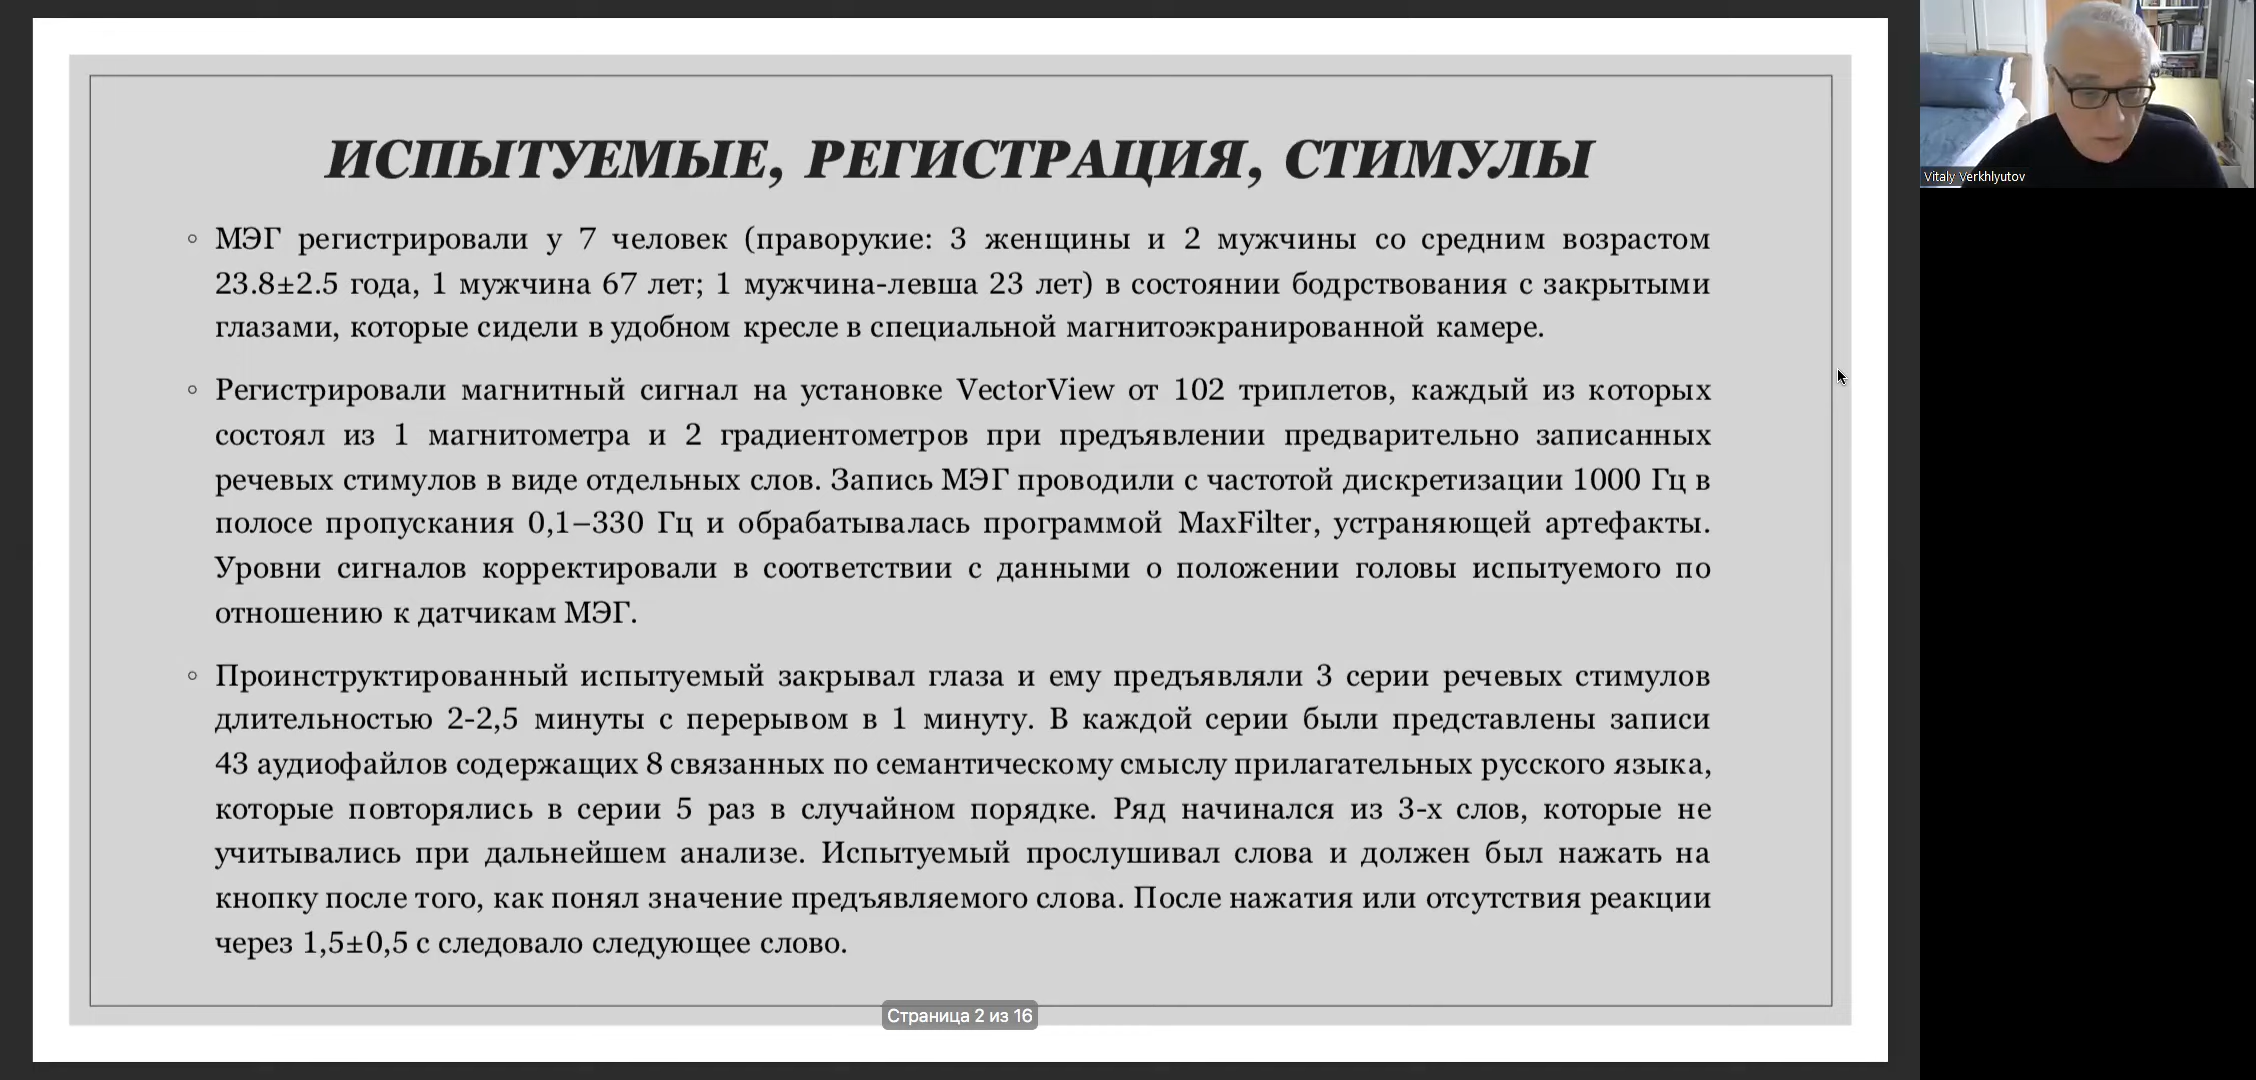 ИСПЫТУЕМЫЕ, РЕГИСТРАЦИЯ, СТИМУЛЫ
◦ МЭГ регистрировали у 7 человек (праворукие: 3 женщины и 2 мужчины со средним возрастом
23.8±2.5 года, 1 мужчина 67 лет; 1 мужчина-левша 23 лет) в состоянии бодрствования с закрытыми
глазами, которые сидели в удобном кресле в специальной магнитоэкранированной камере.
◦ Регистрировали магнитный сигнал на установке VectorView от 102 триплетов, каждый из которых
состоял из 1 магнитометра и 2 градиентометров при предъявлении предварительно записанных
речевых стимулов в виде отдельных слов. Запись МЭГ проводили с частотой дискретизации 1000 Гц в
полосе пропускания 0,1–330 Гц и обрабатывалась программой MaxFilter, устраняющей артефакты.
Уровни сигналов корректировали в соответствии с данными о положении головы испытуемого по
отношению к датчикам МЭГ.
◦ Проинструктированный испытуемый закрывал глаза и ему предъявляли 3 серии речевых стимулов
длительностью 2-2,5 минуты с перерывом в 1 минуту. В каждой серии были представлены записи
43 аудиофайлов содержащих 8 связанных по семантическому смыслу прилагательных русского языка,
которые повторялись в серии 5 раз в случайном порядке. Ряд начинался из 3-х слов, которые не
учитывались при дальнейшем анализе. Испытуемый прослушивал слова и должен был нажать на
кнопку после того, как понял значение предъявляемого слова. После нажатия или отсутствия реакции
через 1,5±0,5 с следовало следующее слово.
Страница 2 из 16
Vitaly Verkhlyutov